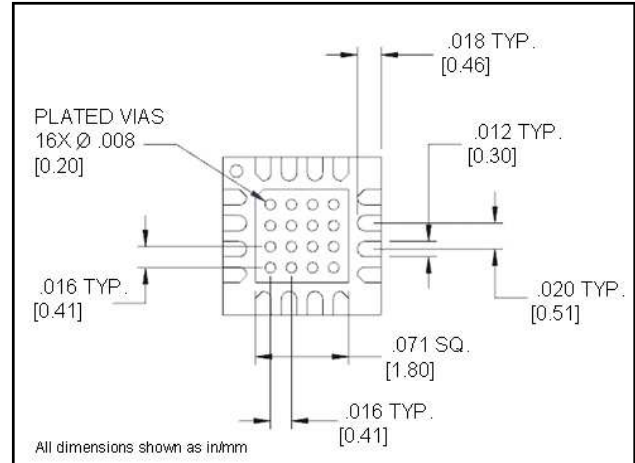 .018 TYP.
[0.46]
PLATED VIAS
16X Ø .008
[0.20]
.012 TYP.
[0.30]
.016 TYP.
[0.41]
.020 TYP.
[0.51]
.071 SQ.
[1.80]
.016 TYP.
[0.41]
All dimensions shown as in/mm